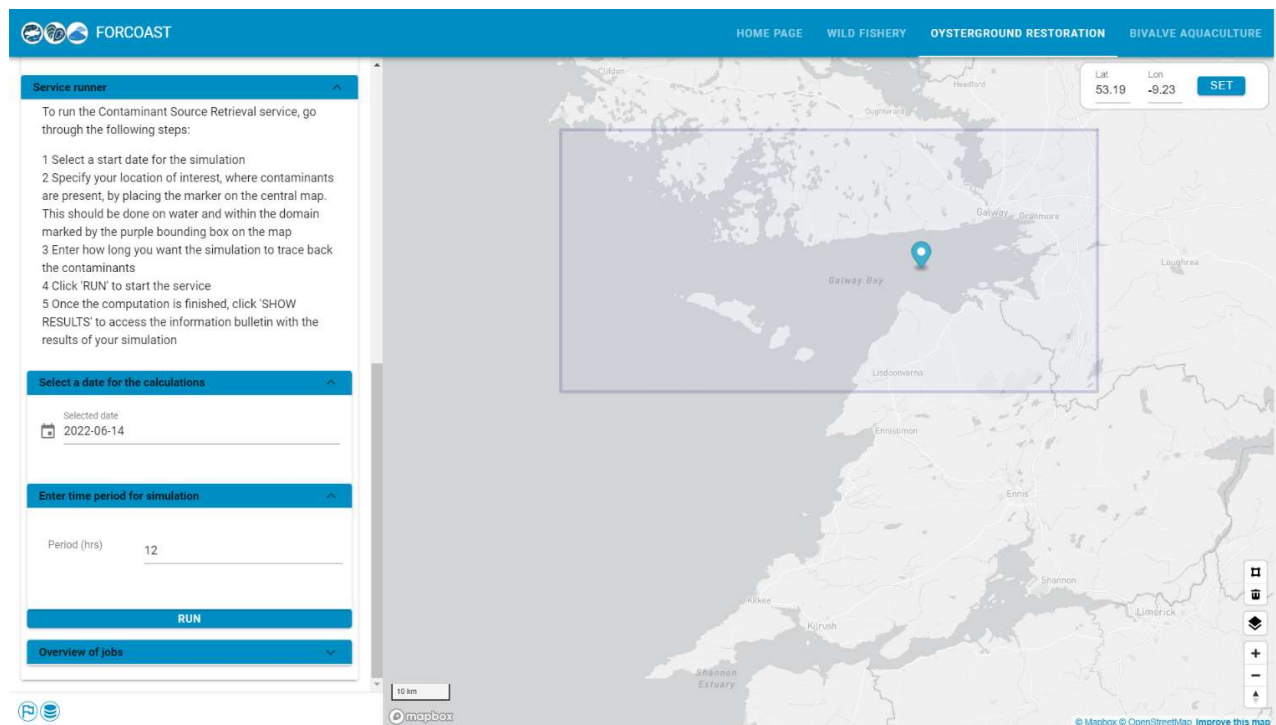 FORCOAST
HOME PAGE
WILD FISHERY
OYSTERGROUND RESTORATION
BIVALVE AQUACULTURE
Service runner
To run the Contaminant Source Retrieval service, go
through the following steps:
1 Select a start date for the simulation
2 Specify your location of interest, where contaminants
are present, by placing the marker on the central map.
This should be done on water and within the domain
marked by the purple bounding box on the map
3 Enter how long you want the simulation to trace back
the contaminants
4 Click 'RUN' to start the service
5 Once the computation is finished, click 'SHOW
RESULTS' to access the information bulletin with the
results of your simulation
Select a date for the calculations
Selected date
2022-06-14
Enter time period for simulation
Period (hrs)
12
RUN
Overview of jobs
Lat
Lon
53.19
-9.23
SET
Clifden
Headford
Oughterard
Galway
Oranmore
Loughrea
Galway Bay
Lisdoonvarna
Ennistimon
Ennis
Shannon
Kilkee
Limerick
Kilrush
Shannon
Estuary
10 km
mapbox
© Mapbox © OpenStreetMap Improve this map